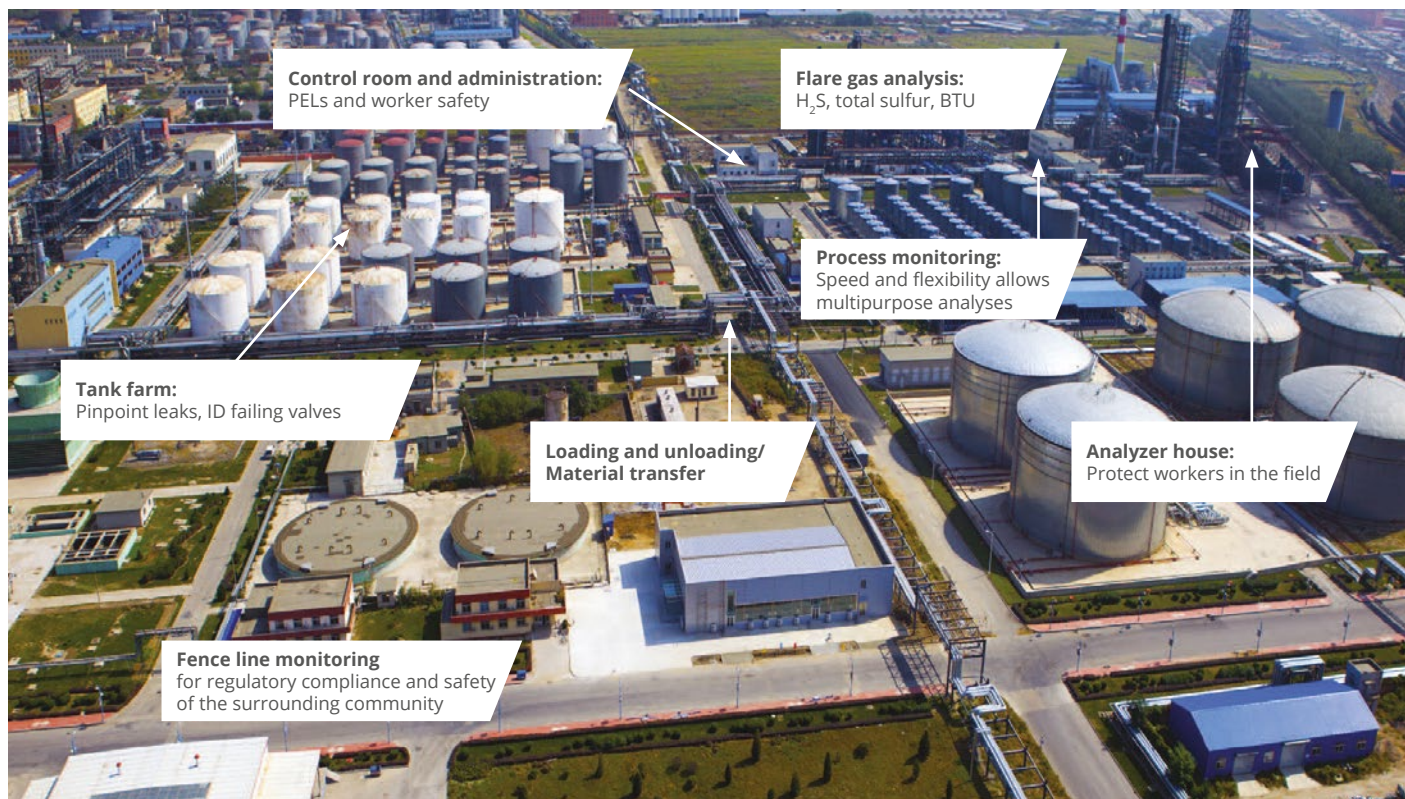 Control room and administration:
PELs and worker safety
Flare gas analysis:
H₂S, total sulfur, BTU
Process monitoring:
Speed and flexibility allows
multipurpose analyses
Tank farm:
Pinpoint leaks, ID failing valves
Loading and unloading/
Material transfer
Analyzer house:
Protect workers in the field
Fence line monitoring
for regulatory compliance and safety
of the surrounding community